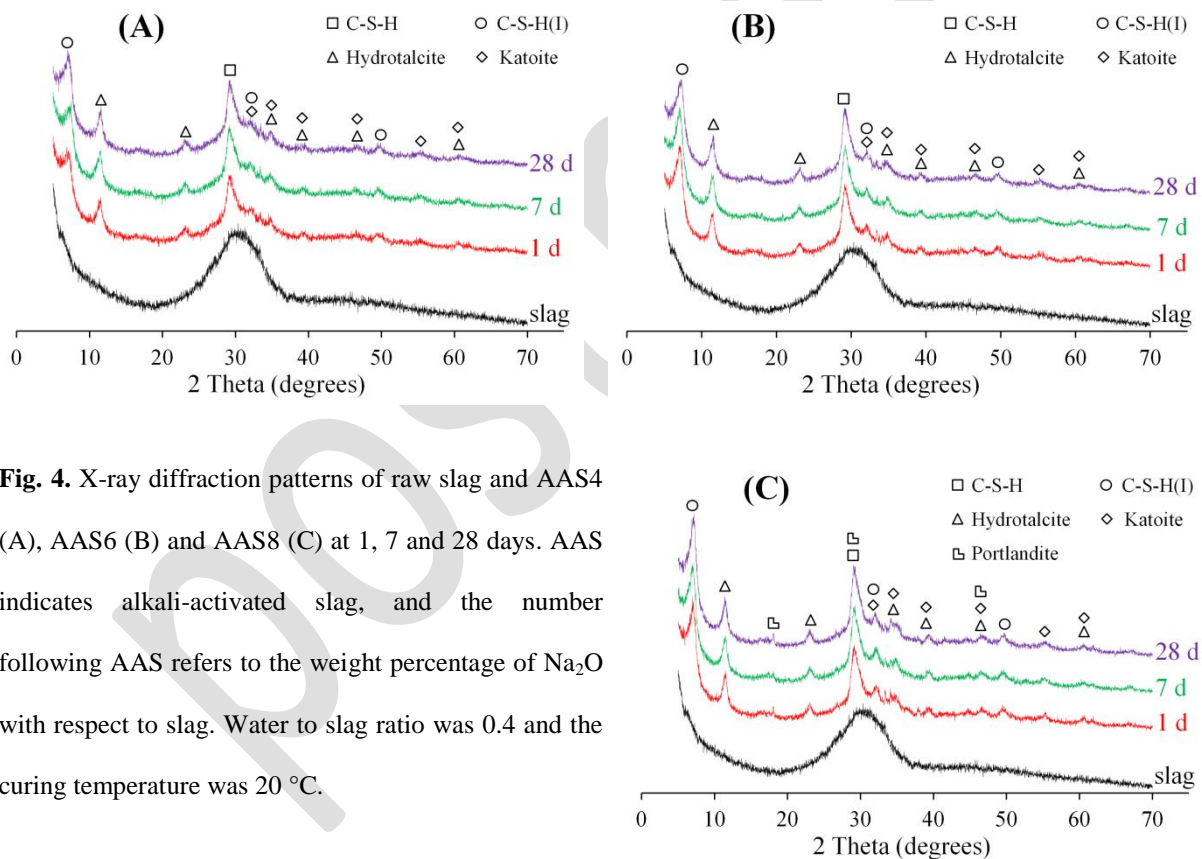 (A)
□ C-S-H ○ C-S-H(I)
△ Hydrotalcite ◇ Katoite
28 d
7 d
1 d
slag
0 10 20 30 40 50 60 70
2 Theta (degrees)
(B)
□ C-S-H ○ C-S-H(I)
△ Hydrotalcite ◇ Katoite
28 d
7 d
1 d
slag
0 10 20 30 40 50 60 70
2 Theta (degrees)
Fig. 4. X-ray diffraction patterns of raw slag and AAS4
(A), AAS6 (B) and AAS8 (C) at 1, 7 and 28 days. AAS
indicates alkali-activated slag, and the number
following AAS refers to the weight percentage of Na₂O
with respect to slag. Water to slag ratio was 0.4 and the
curing temperature was 20 °C.
(C)
□ C-S-H ○ C-S-H(I)
△ Hydrotalcite ◇ Katoite
Portlandite
28 d
7 d
1 d
slag
0 10 20 30 40 50 60 70
2 Theta (degrees)